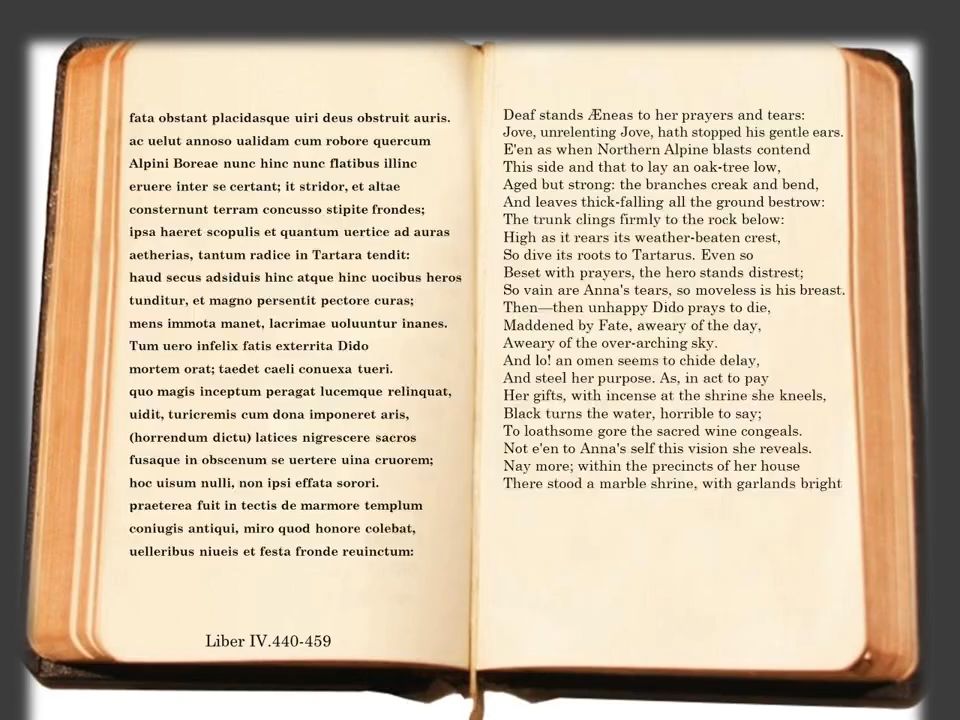 fata obstant placidasque uiri deus obstruit auris.
ac uelut annoso ualidam cum robore quercum
Alpini Boreae nunc hinc nunc flatibus illinc
eruere inter se certant; it stridor, et altae
consternunt terram concusso stipite frondes;
ipsa haeret scopulis et quantum uertice ad auras
aetherias, tantum radice in Tartara tendit:
haud secus adsiduis hinc atque hinc uocibus heros
tunditur, et magno persentit pectore curas;
mens immota manet, lacrimae uoluuntur inanes.
Tum uero infelix fatis exterrita Dido
mortem orat; taedet caeli conuexa tueri.
quo magis inceptum peragat lucemque relinquat,
uidit, turicremis cum dona imponeret aris,
(horrendum dictu) latices nigrescere sacros
fusaque in obscenum se uertere uina cruorem;
hoc uisum nulli, non ipsi effata sorori.
praeterea fuit in tectis de marmore templum
coniugis antiqui, miro quod honore colebat,
uelleribus niueis et festa fronde reuinctum:
Liber IV.440-459
Deaf stands Æneas to her prayers and tears:
Jove, unrelenting Jove, hath stopped his gentle ears.
E'en as when Northern Alpine blasts contend
This side and that to lay an oak-tree low,
Aged but strong: the branches creak and bend,
And leaves thick-falling all the ground bestrow:
The trunk clings firmly to the rock below:
High as it rears its weather-beaten crest,
So dive its roots to Tartarus. Even so
Beset with prayers, the hero stands distrest;
So vain are Anna's tears, so moveless is his breast.
Then—then unhappy Dido prays to die,
Maddened by Fate, aweary of the day,
Aweary of the over-arching sky.
And lo! an omen seems to chide delay,
And steel her purpose. As, in act to pay
Her gifts, with incense at the shrine she kneels,
Black turns the water, horrible to say;
To loathsome gore the sacred wine congeals.
Not e'en to Anna's self this vision she reveals.
Nay more; within the precincts of her house
There stood a marble shrine, with garlands bright